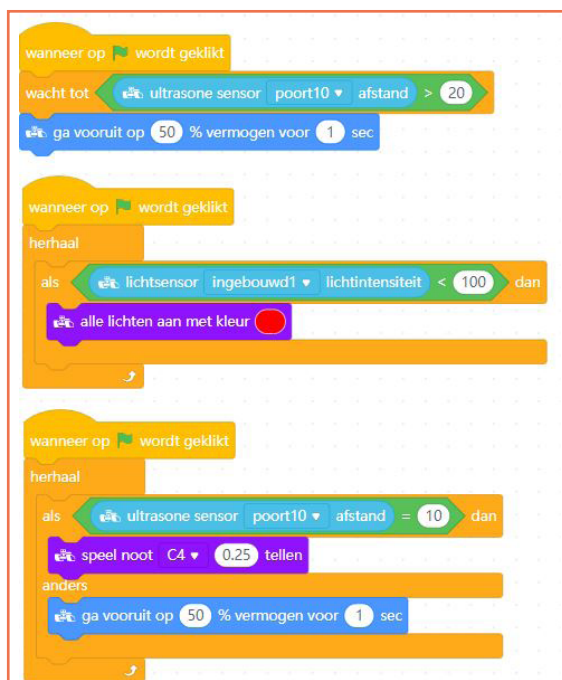 wanneer op wordt geklikt
wacht tot ultrasone sensor poort10 afstand > 20
ga vooruit op 50 % vermogen voor 1 sec
wanneer op wordt geklikt
herhaal
als lichtsensor ingebouwd1 lichtintensiteit < 100 dan
alle lichten aan met kleur
wanneer op wordt geklikt
herhaal
als ultrasone sensor poort10 afstand = 10 dan
speel noot C4 0.25 tellen
anders
ga vooruit op 50 % vermogen voor 1 sec